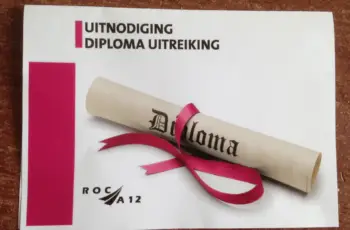 UITNODIGING
DIPLOMA UITREIKING
Diploma
ROC
A12